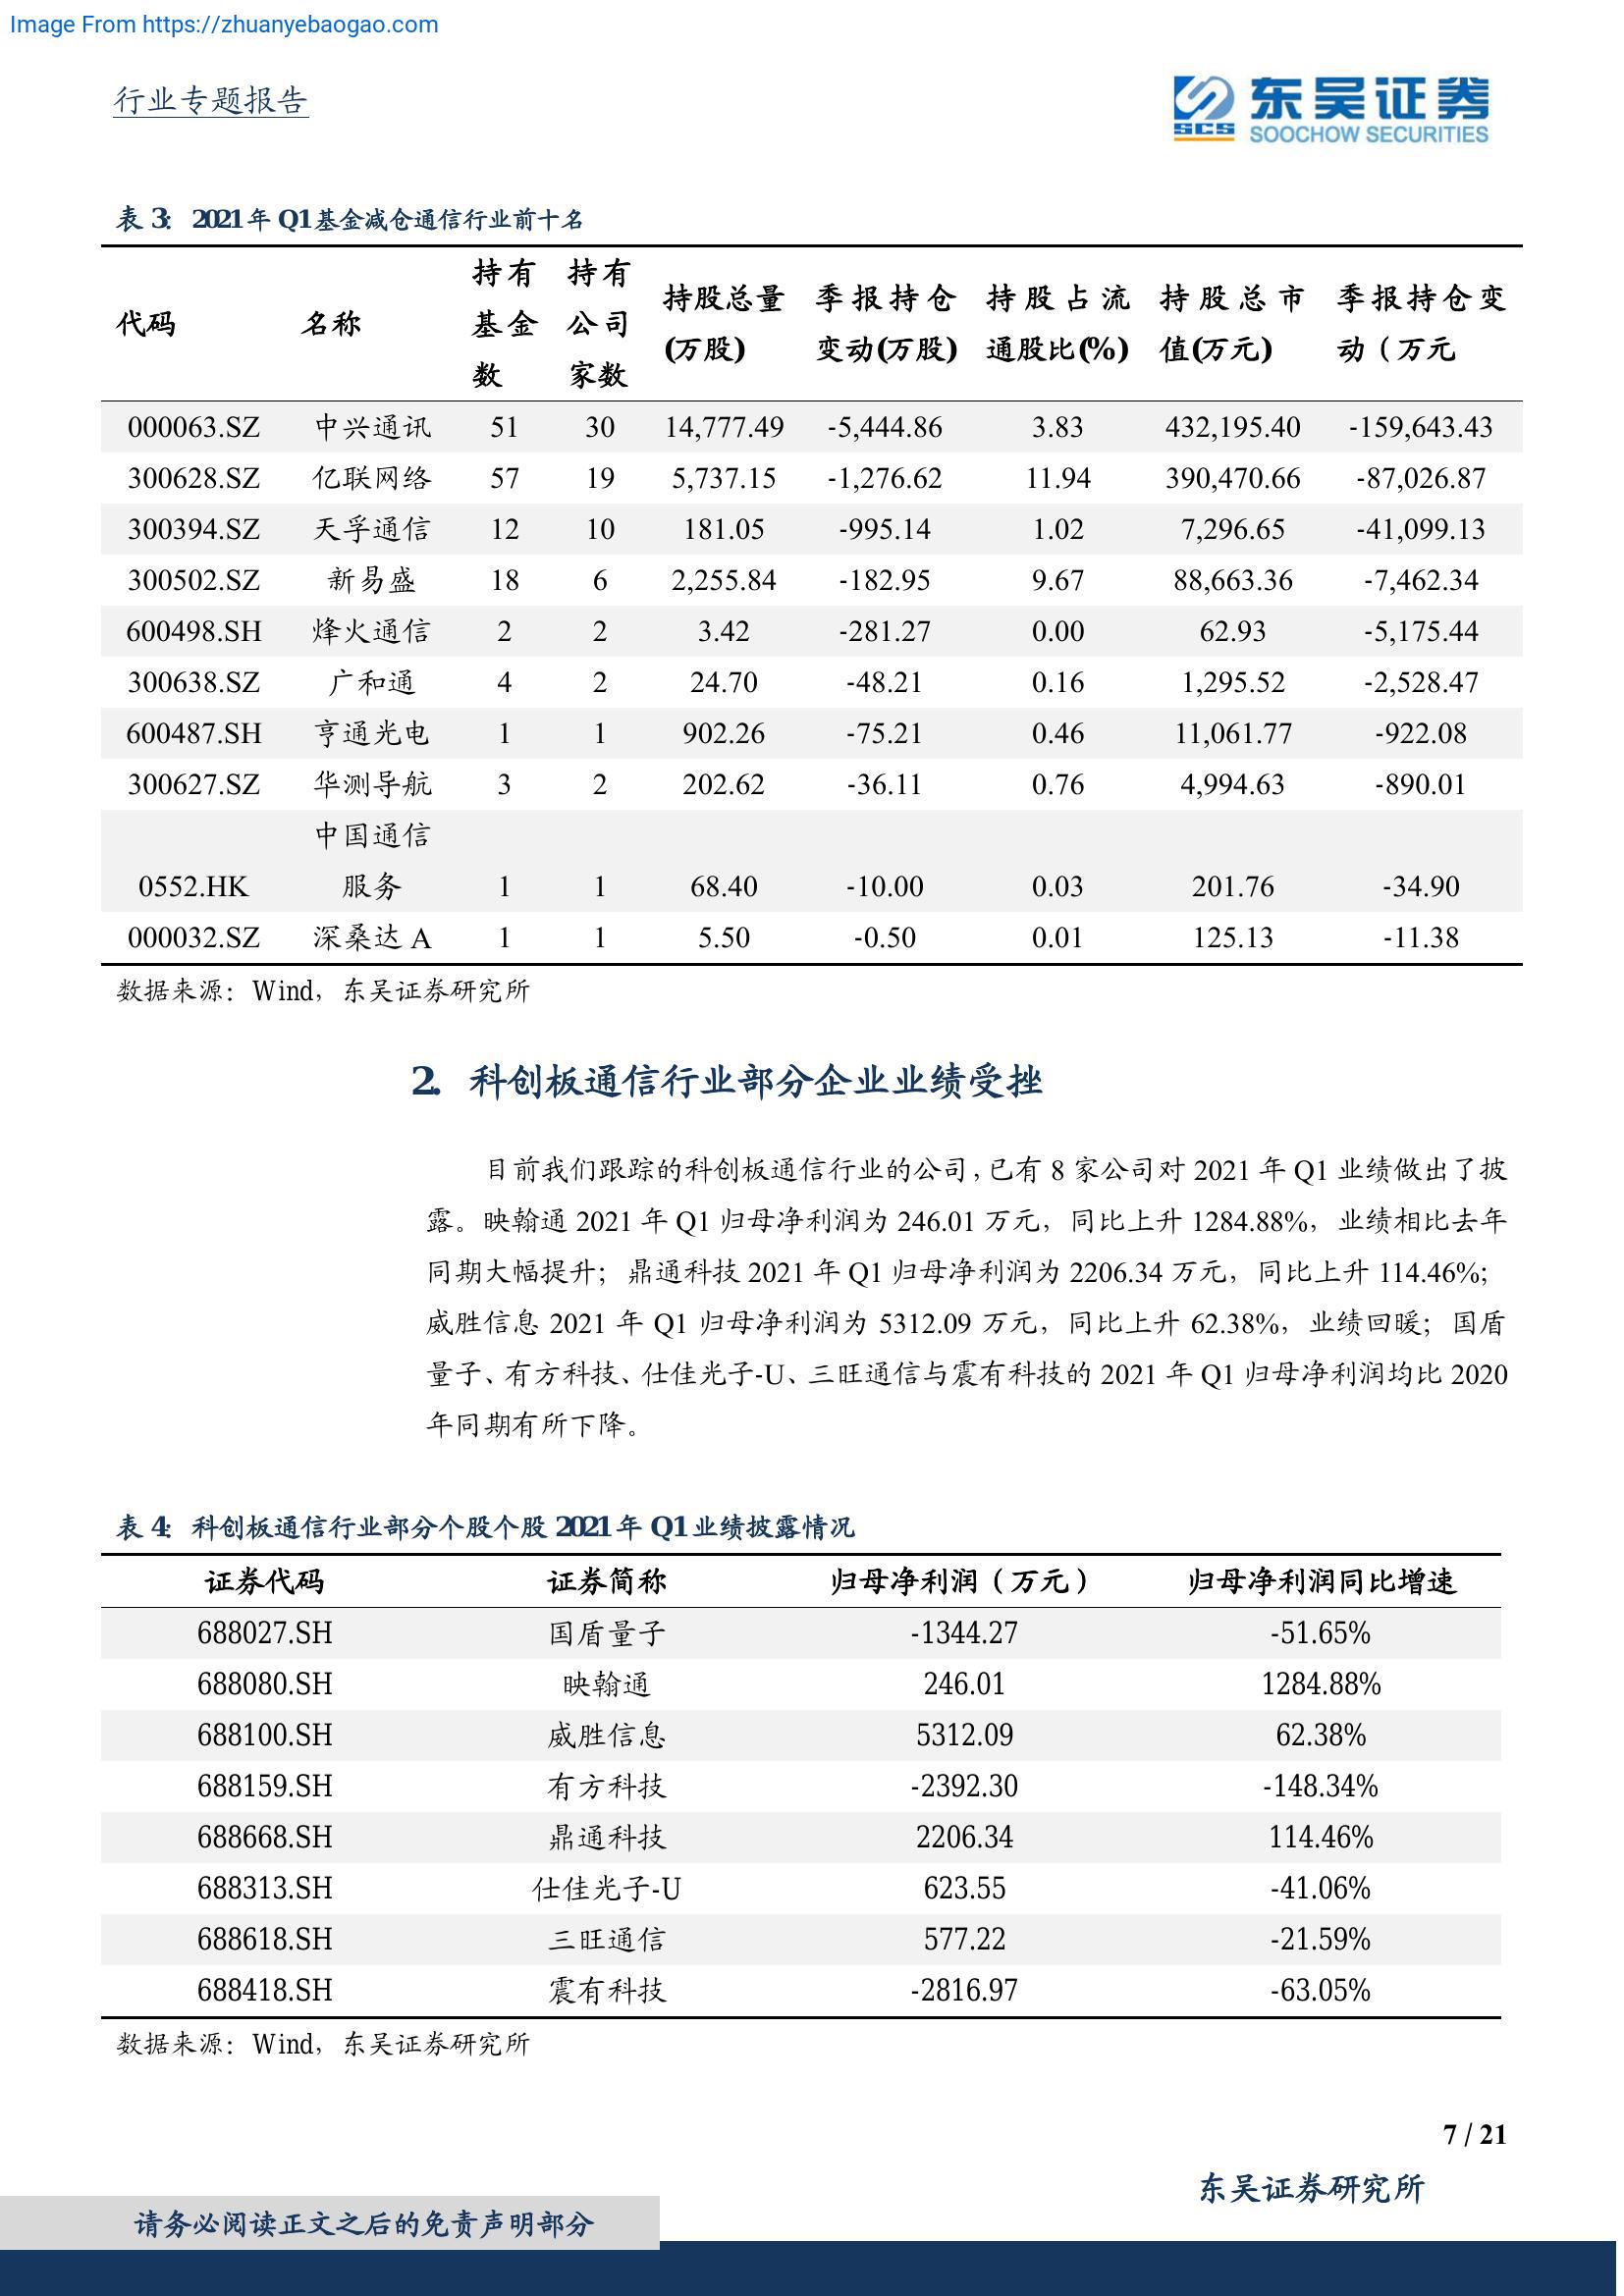 Image From https://zhuanyebaogao.com
行业专题报告
SCS 东吴证券
SOOCHOW SECURITIES
表 3： 2021 年 Q1 基金减仓通信行业前十名
代码 名称 持有基金数 持有公司家数 持股总量(万股) 季报持仓变动(万股) 持股占流通股比(%) 持股总市值(万元) 季报持仓变动（万元
000063.SZ 中兴通讯 51 30 14,777.49 -5,444.86 3.83 432,195.40 -159,643.43
300628.SZ 亿联网络 57 19 5,737.15 -1,276.62 11.94 390,470.66 -87,026.87
300394.SZ 天孚通信 12 10 181.05 -995.14 1.02 7,296.65 -41,099.13
300502.SZ 新易盛 18 6 2,255.84 -182.95 9.67 88,663.36 -7,462.34
600498.SH 烽火通信 2 2 3.42 -281.27 0.00 62.93 -5,175.44
300638.SZ 广和通 4 2 24.70 -48.21 0.16 1,295.52 -2,528.47
600487.SH 亨通光电 1 1 902.26 -75.21 0.46 11,061.77 -922.08
300627.SZ 华测导航 3 2 202.62 -36.11 0.76 4,994.63 -890.01
0552.HK 中国通信服务 1 1 68.40 -10.00 0.03 201.76 -34.90
000032.SZ 深桑达 A 1 1 5.50 -0.50 0.01 125.13 -11.38
数据来源：Wind，东吴证券研究所
2. 科创板通信行业部分企业业绩受挫
目前我们跟踪的科创板通信行业的公司，已有 8 家公司对 2021 年 Q1 业绩做出了披
露。映翰通 2021 年 Q1 归母净利润为 246.01 万元，同比上升 1284.88%，业绩相比去年
同期大幅提升；鼎通科技 2021 年 Q1 归母净利润为 2206.34 万元，同比上升 114.46%；
威胜信息 2021 年 Q1 归母净利润为 5312.09 万元，同比上升 62.38%，业绩回暖；国盾
量子、有方科技、仕佳光子-U、三旺通信与震有科技的 2021 年 Q1 归母净利润均比 2020
年同期有所下降。
表 4： 科创板通信行业部分个股个股 2021 年 Q1 业绩披露情况
证券代码 证券简称 归母净利润（万元） 归母净利润同比增速
688027.SH 国盾量子 -1344.27 -51.65%
688080.SH 映翰通 246.01 1284.88%
688100.SH 威胜信息 5312.09 62.38%
688159.SH 有方科技 -2392.30 -148.34%
688668.SH 鼎通科技 2206.34 114.46%
688313.SH 仕佳光子-U 623.55 -41.06%
688618.SH 三旺通信 577.22 -21.59%
688418.SH 震有科技 -2816.97 -63.05%
数据来源：Wind，东吴证券研究所
7 / 21
东吴证券研究所
请务必阅读正文之后的免责声明部分